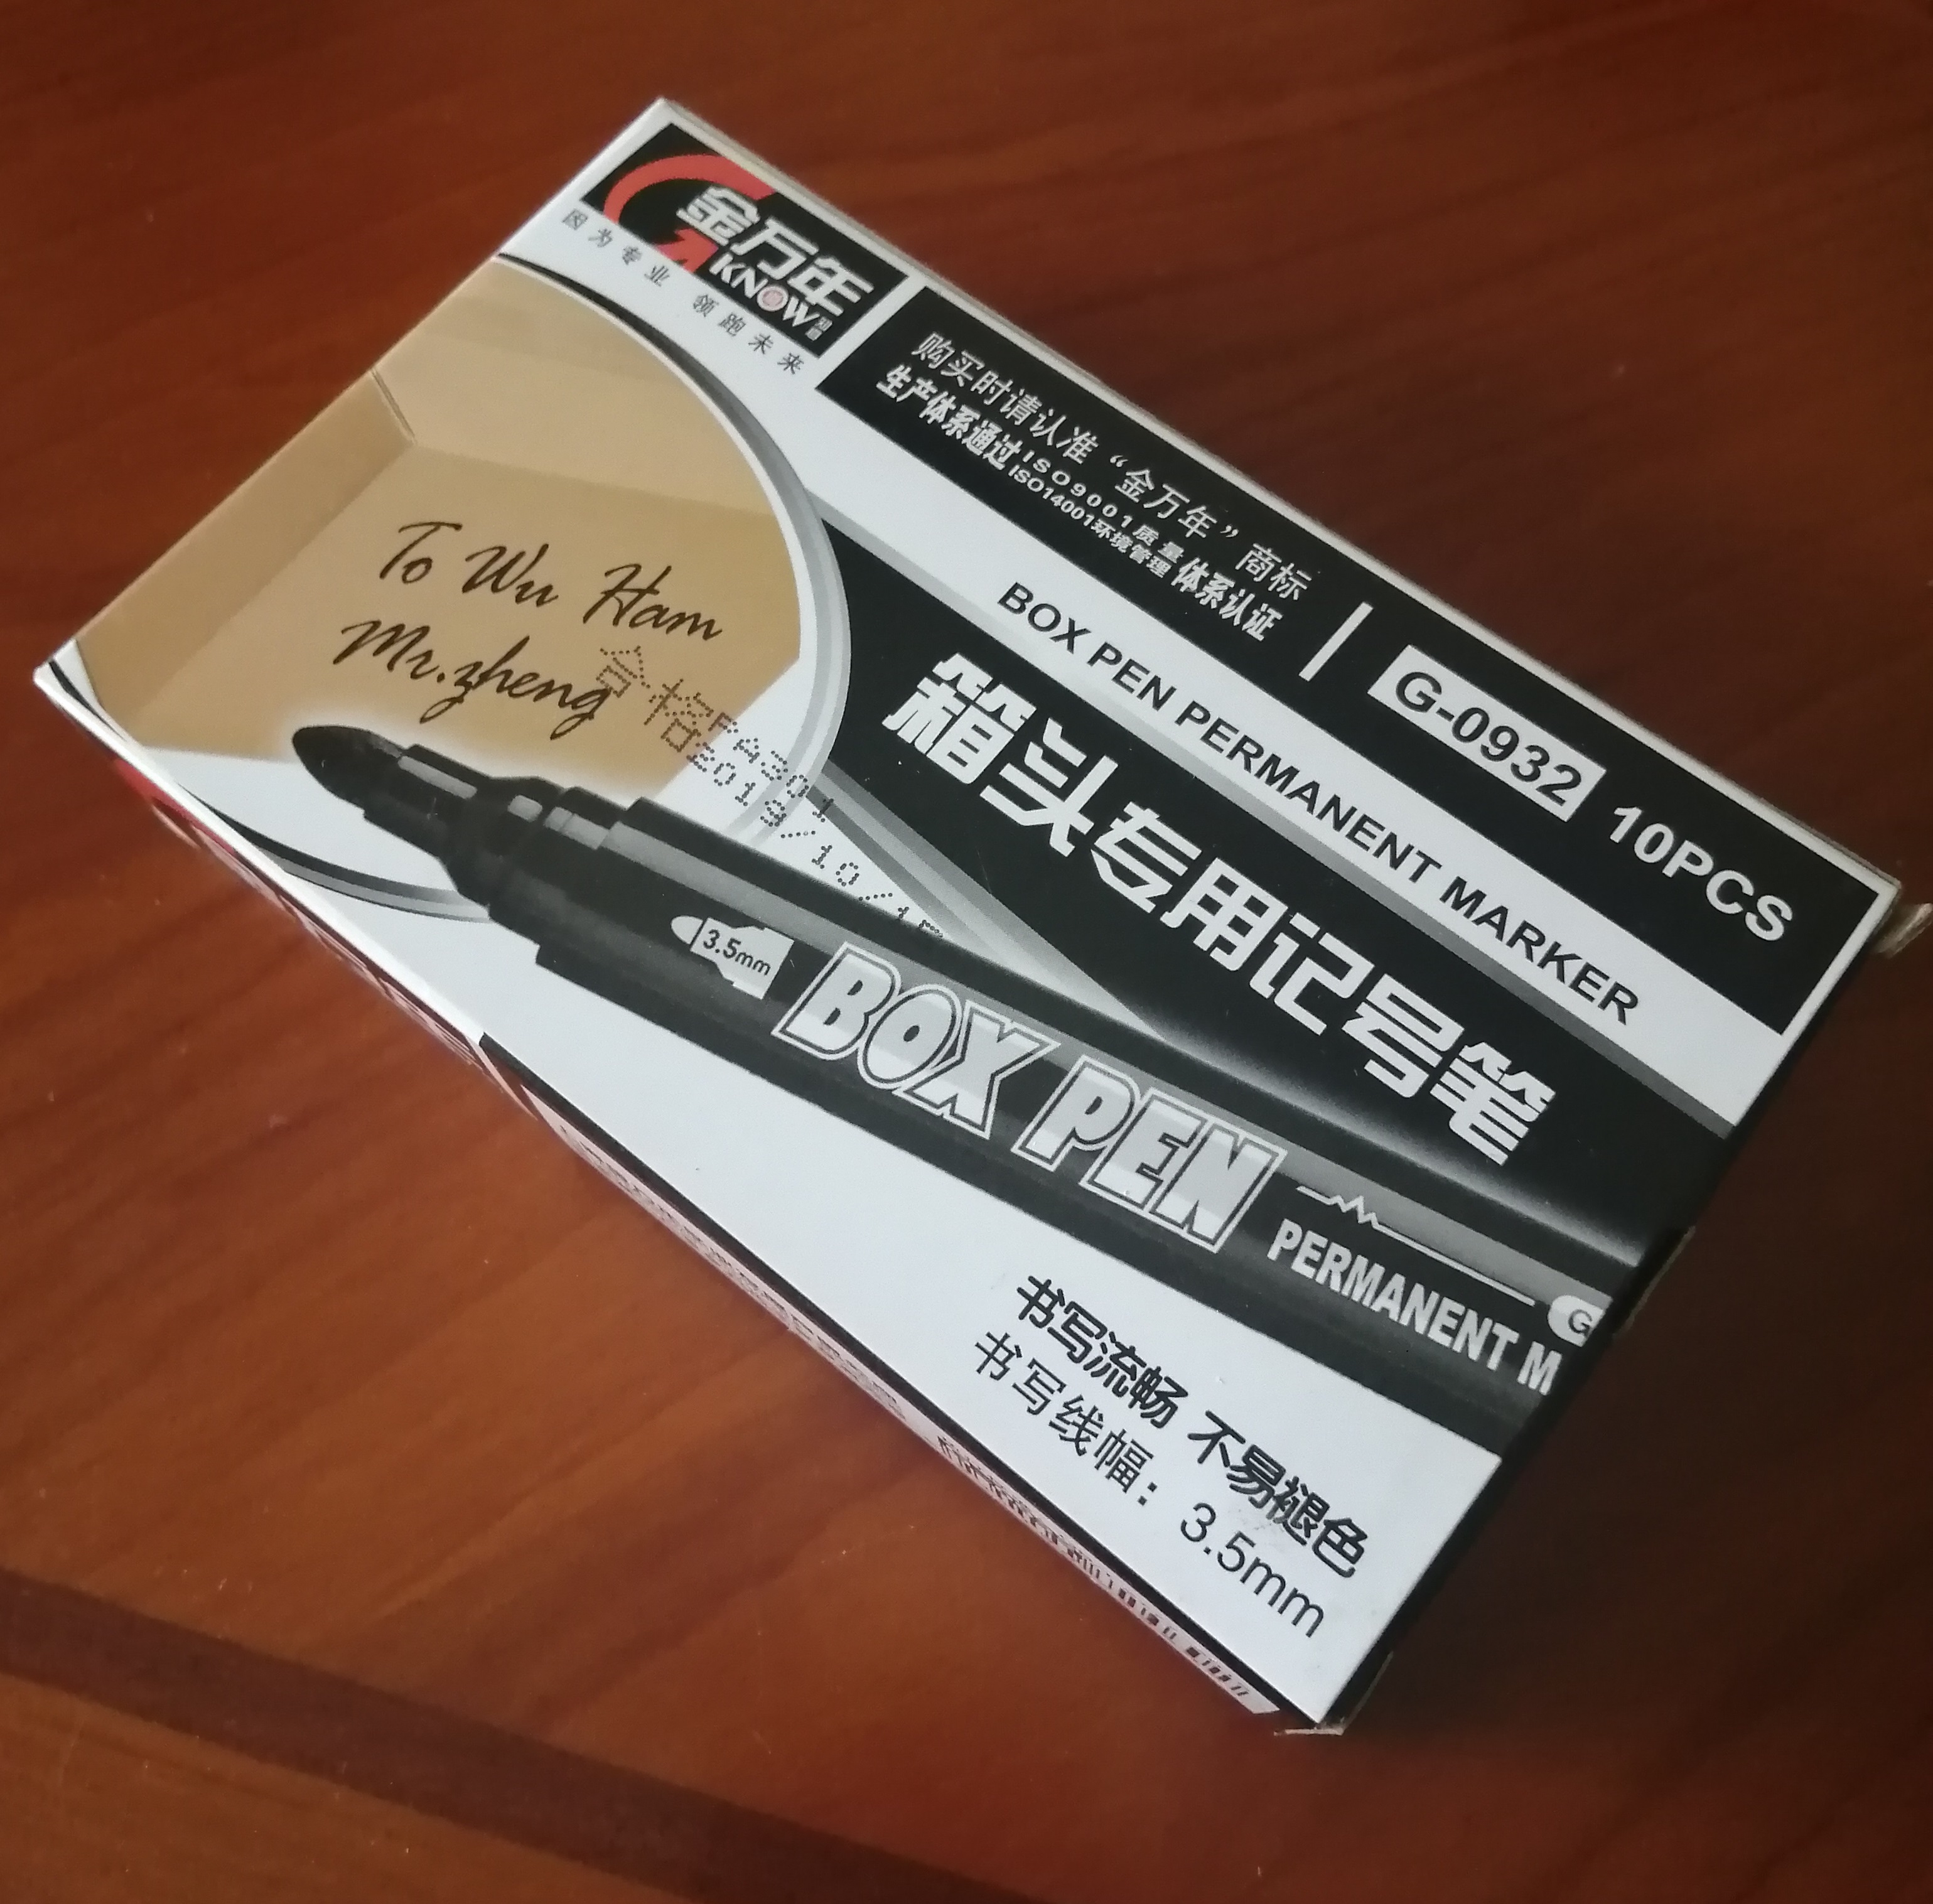 金万年
KNOW
因为专业 领跑未来
购买时请认准“金万年”商标
生产体系通过ISO9001质量体系认证
ISO14001环境管理
G-0932 10PCS
BOX PEN PERMANENT MARKER
箱头专用记号笔
To Wu Ham
Mr.zheng
合格
FA201
2019/10/15
3.5mm
BOX PEN
PERMANENT M
G
书写流畅 不易褪色
书写线幅：3.5mm